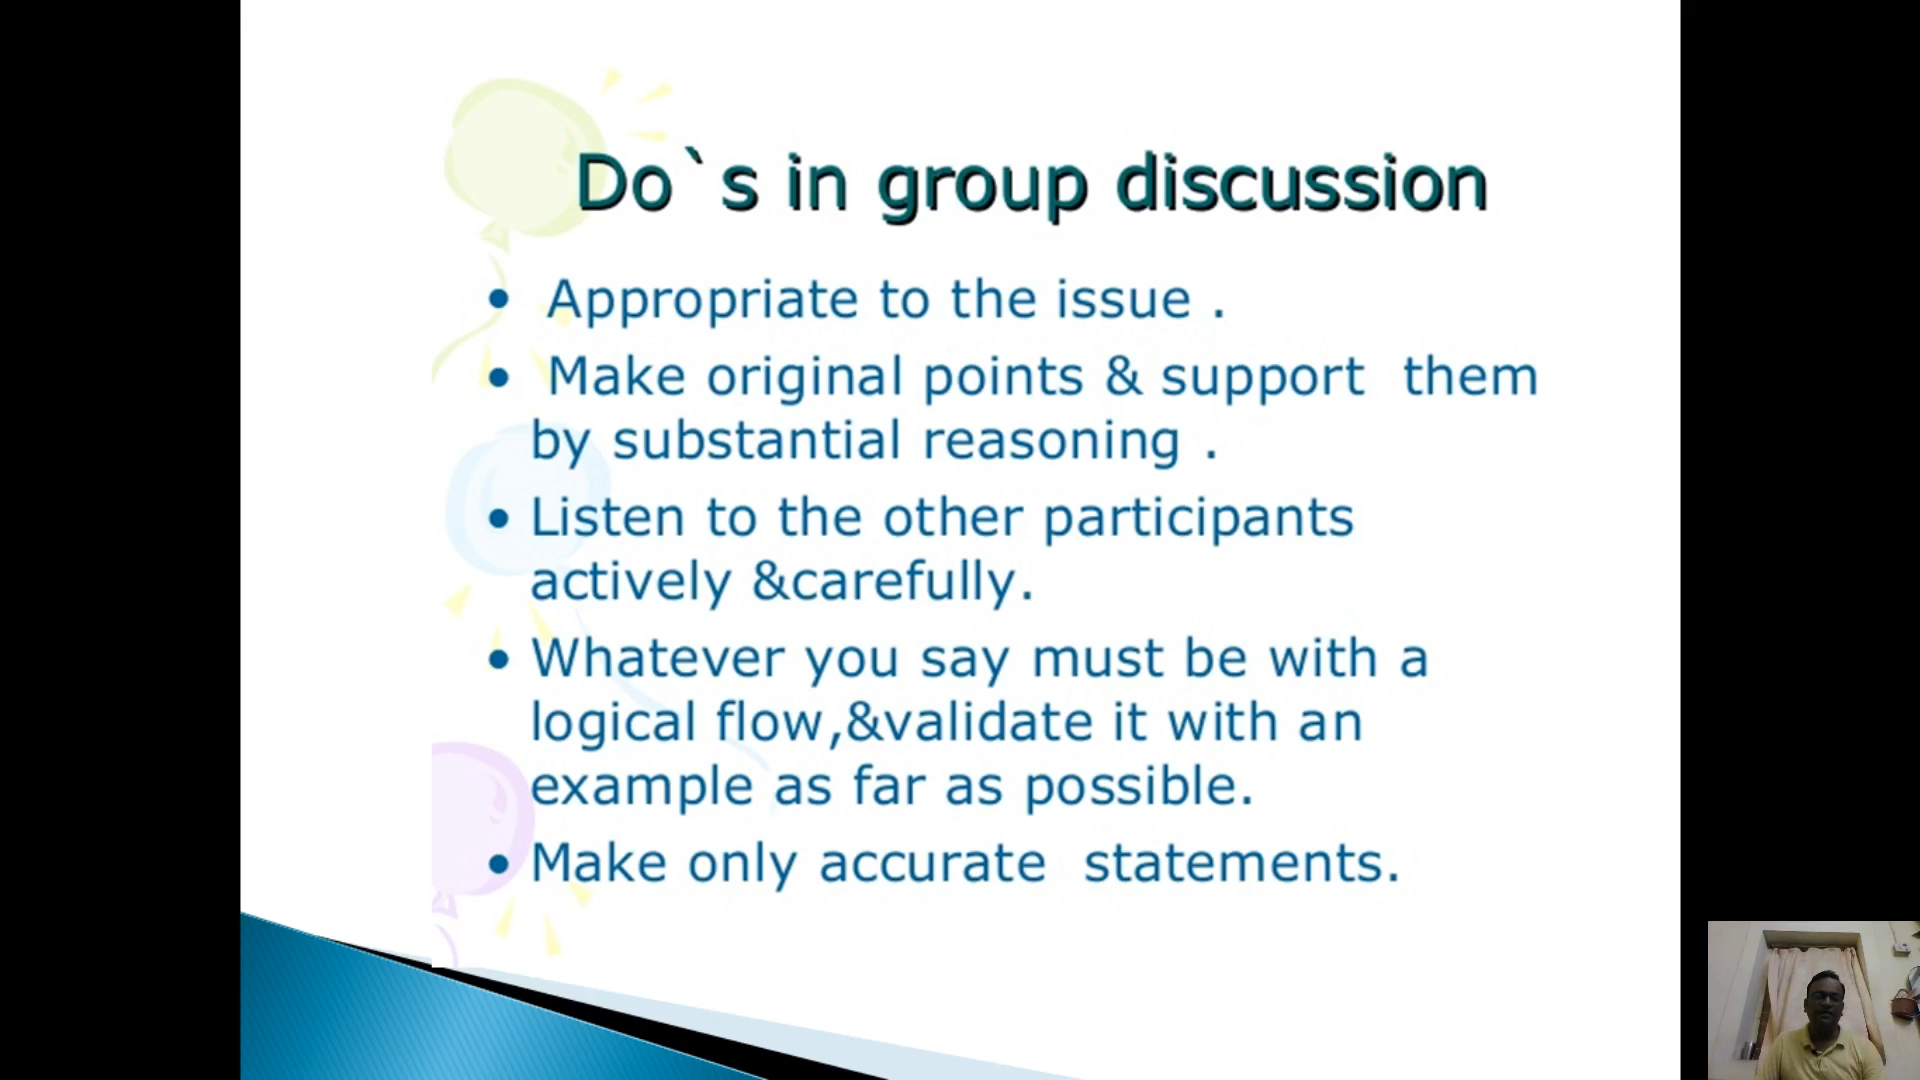 Do`s in group discussion
• Appropriate to the issue .
• Make original points & support them
by substantial reasoning .
• Listen to the other participants
actively &carefully.
• Whatever you say must be with a
logical flow,&validate it with an
example as far as possible.
• Make only accurate statements.